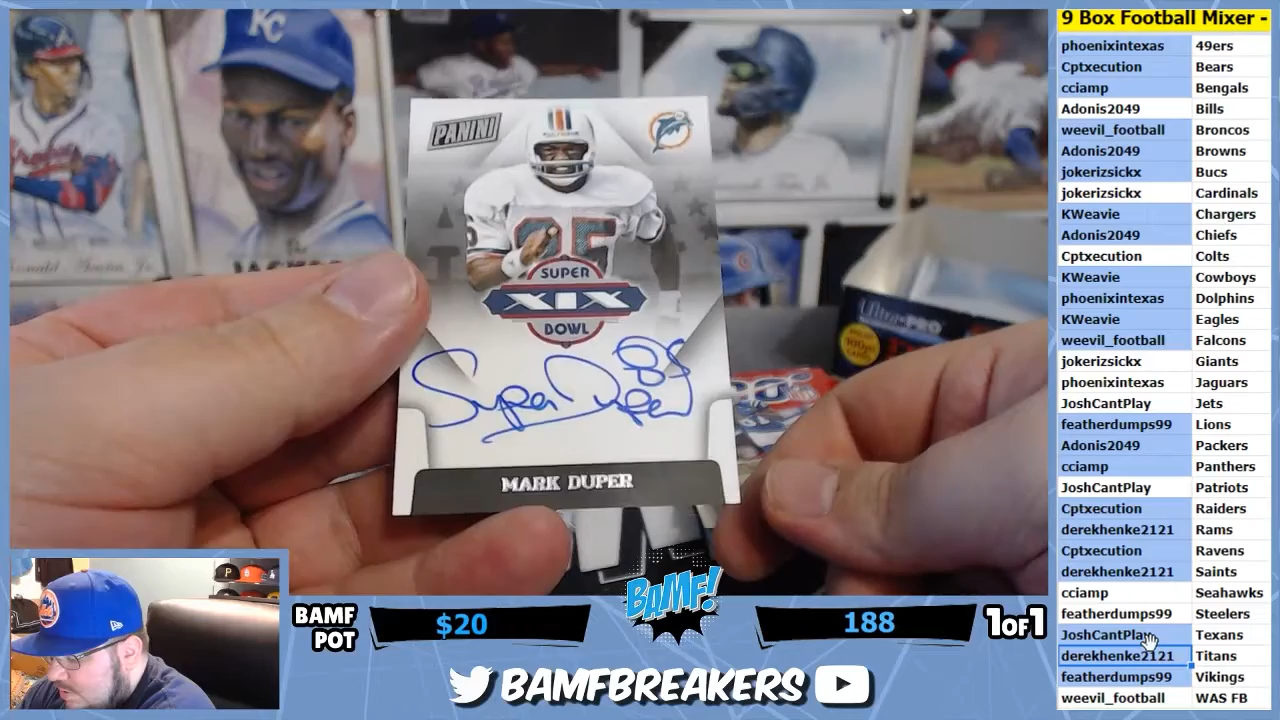 9 Box Football Mixer -
phoenixintexas 49ers
Cptxecution Bears
cciamp Bengals
Adonis2049 Bills
weevil_football Broncos
Adonis2049 Browns
jokerizsickx Bucs
jokerizsickx Cardinals
KWeavie Chargers
Adonis2049 Chiefs
Cptxecution Colts
KWeavie Cowboys
phoenixintexas Dolphins
KWeavie Eagles
weevil_football Falcons
jokerizsickx Giants
phoenixintexas Jaguars
JoshCantPlay Jets
featherdumps99 Lions
Adonis2049 Packers
cciamp Panthers
JoshCantPlay Patriots
Cptxecution Raiders
derekhenke2121 Rams
Cptxecution Ravens
derekhenke2121 Saints
cciamp Seahawks
featherdumps99 Steelers
JoshCantPlay Texans
derekhenke2121 Titans
featherdumps99 Vikings
weevil_football WAS FB
KC
PANINI
85
SUPER
XIX
BOWL
Super Duper 85
MARK DUPER
Ultra PRO
BAMF
POT
$20
BAMF!
188
1OF1
BAMFBREAKERS